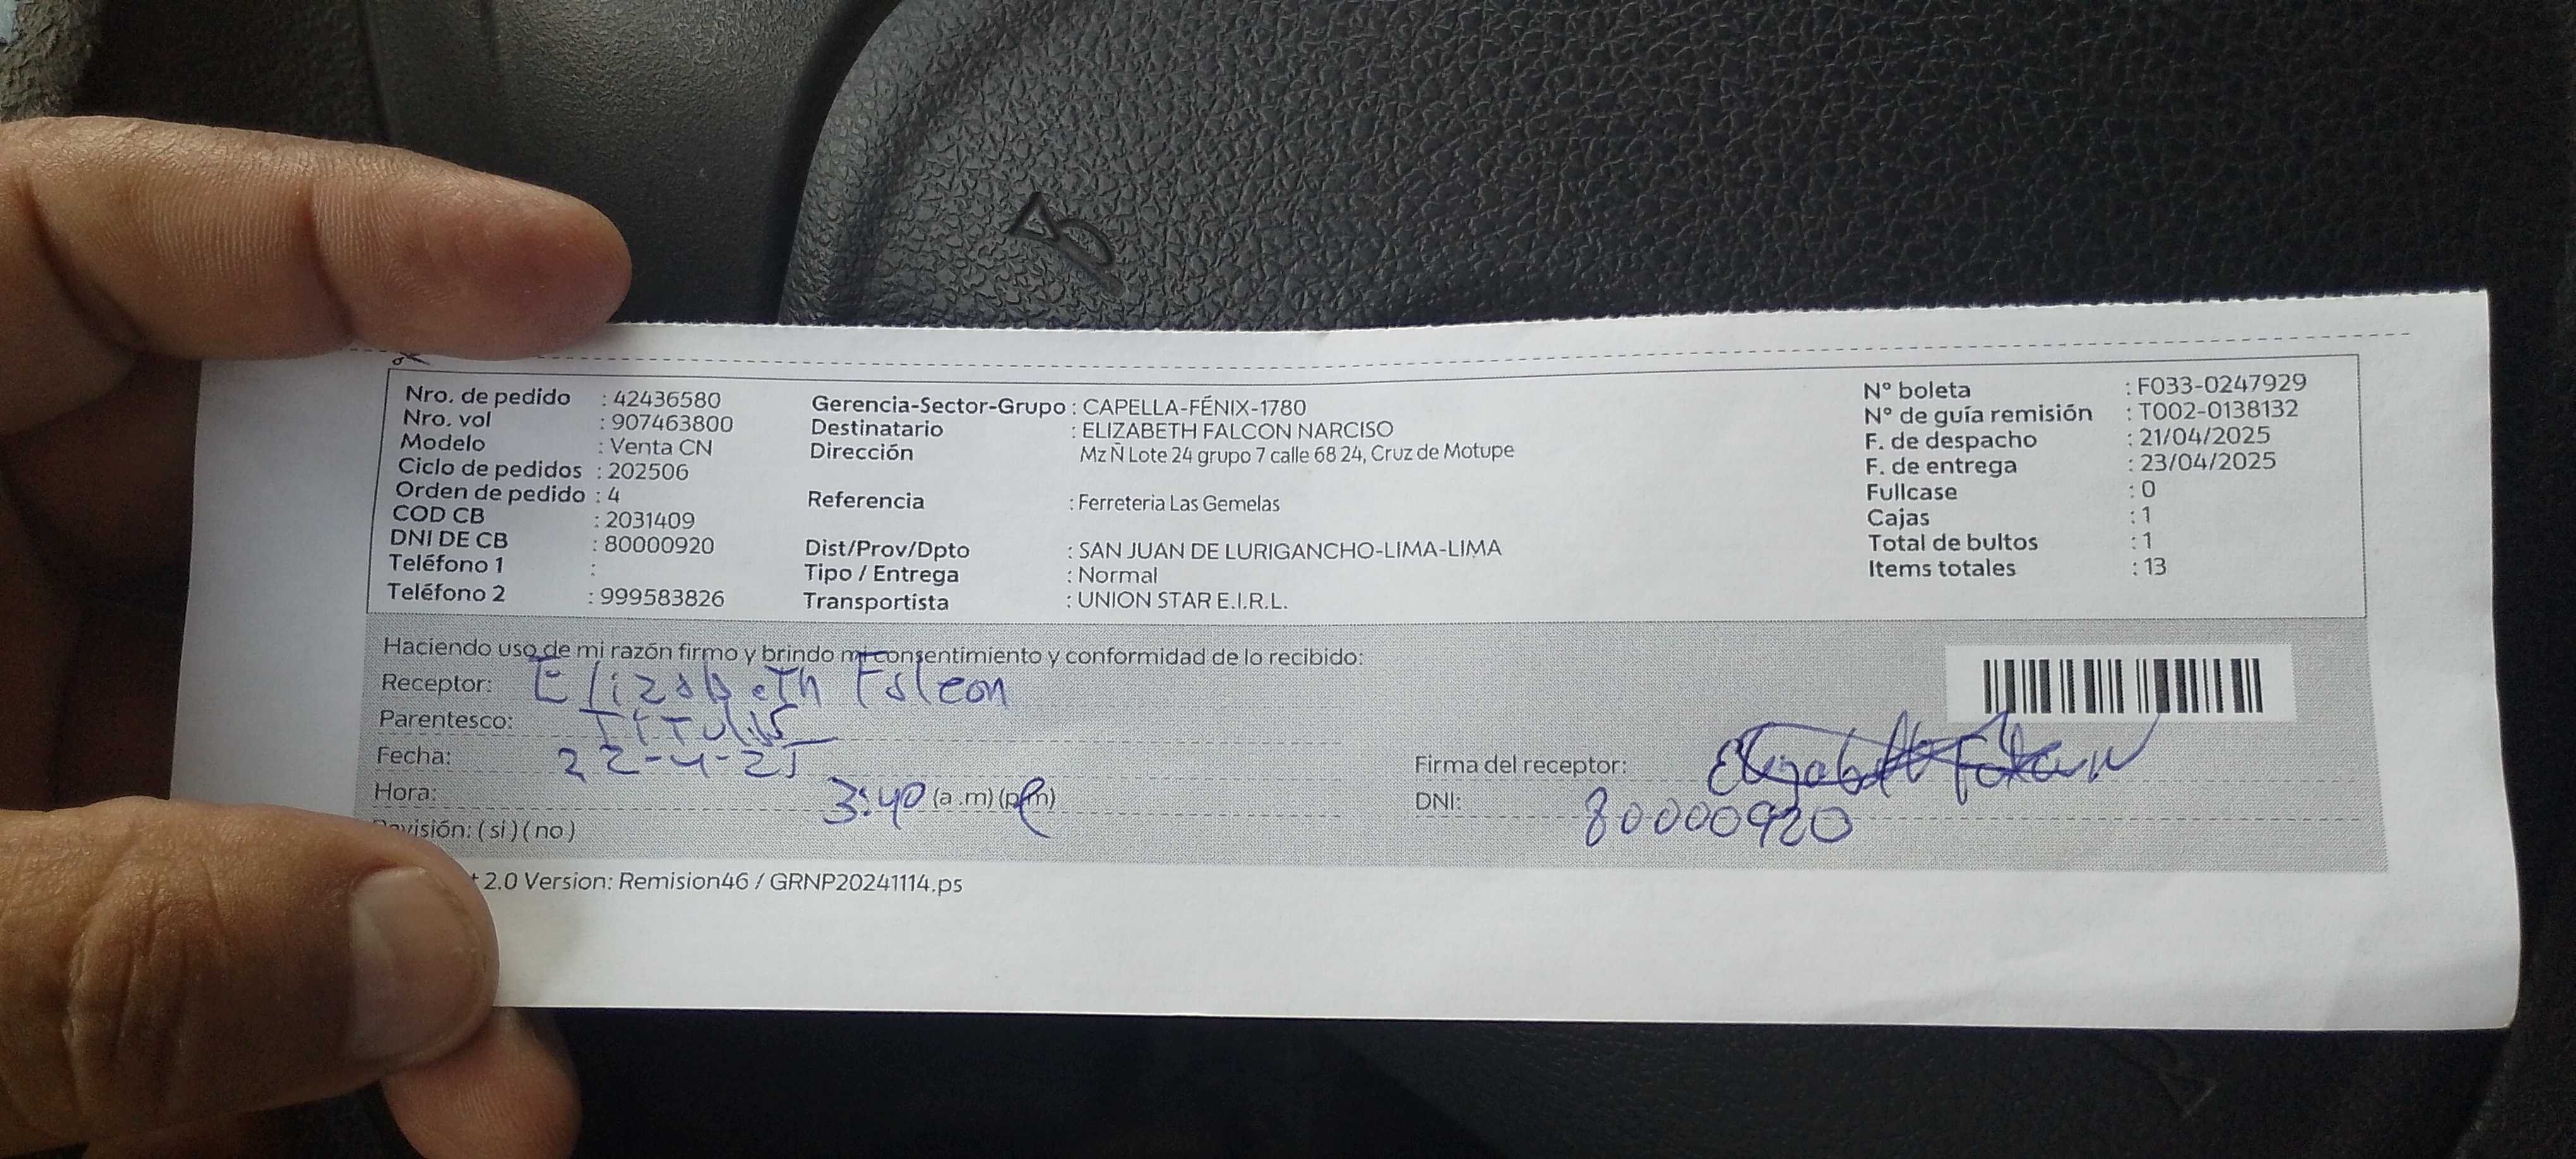 Nro. de pedido : 42436580
Nro. vol : 907463800
Modelo : Venta CN
Ciclo de pedidos : 202506
Orden de pedido : 4
COD CB : 2031409
DNI DE CB : 80000920
Teléfono 1 :
Teléfono 2 : 999583826
Gerencia-Sector-Grupo : CAPELLA-FÉNIX-1780
Destinatario : ELIZABETH FALCON NARCISO
Dirección Mz Ñ Lote 24 grupo 7 calle 68 24, Cruz de Motupe
Referencia : Ferreteria Las Gemelas
Dist/Prov/Dpto : SAN JUAN DE LURIGANCHO-LIMA-LIMA
Tipo / Entrega : Normal
Transportista : UNION STAR E.I.R.L.
Nº boleta : F033-0247929
Nº de guía remisión : T002-0138132
F. de despacho : 21/04/2025
F. de entrega : 23/04/2025
Fullcase : 0
Cajas : 1
Total de bultos : 1
Items totales : 13
Haciendo uso de mi razón firmo y brindo mi consentimiento y conformidad de lo recibido:
Receptor: Elizabeth Falcon
Parentesco:
Fecha: 22-4-25
Hora: 3:40 (a.m) (p.m)
Revisión: ( si ) ( no )
Firma del receptor: Elizabeth Falcon
DNI: 80000920
2.0 Version: Remision46 / GRNP20241114.ps